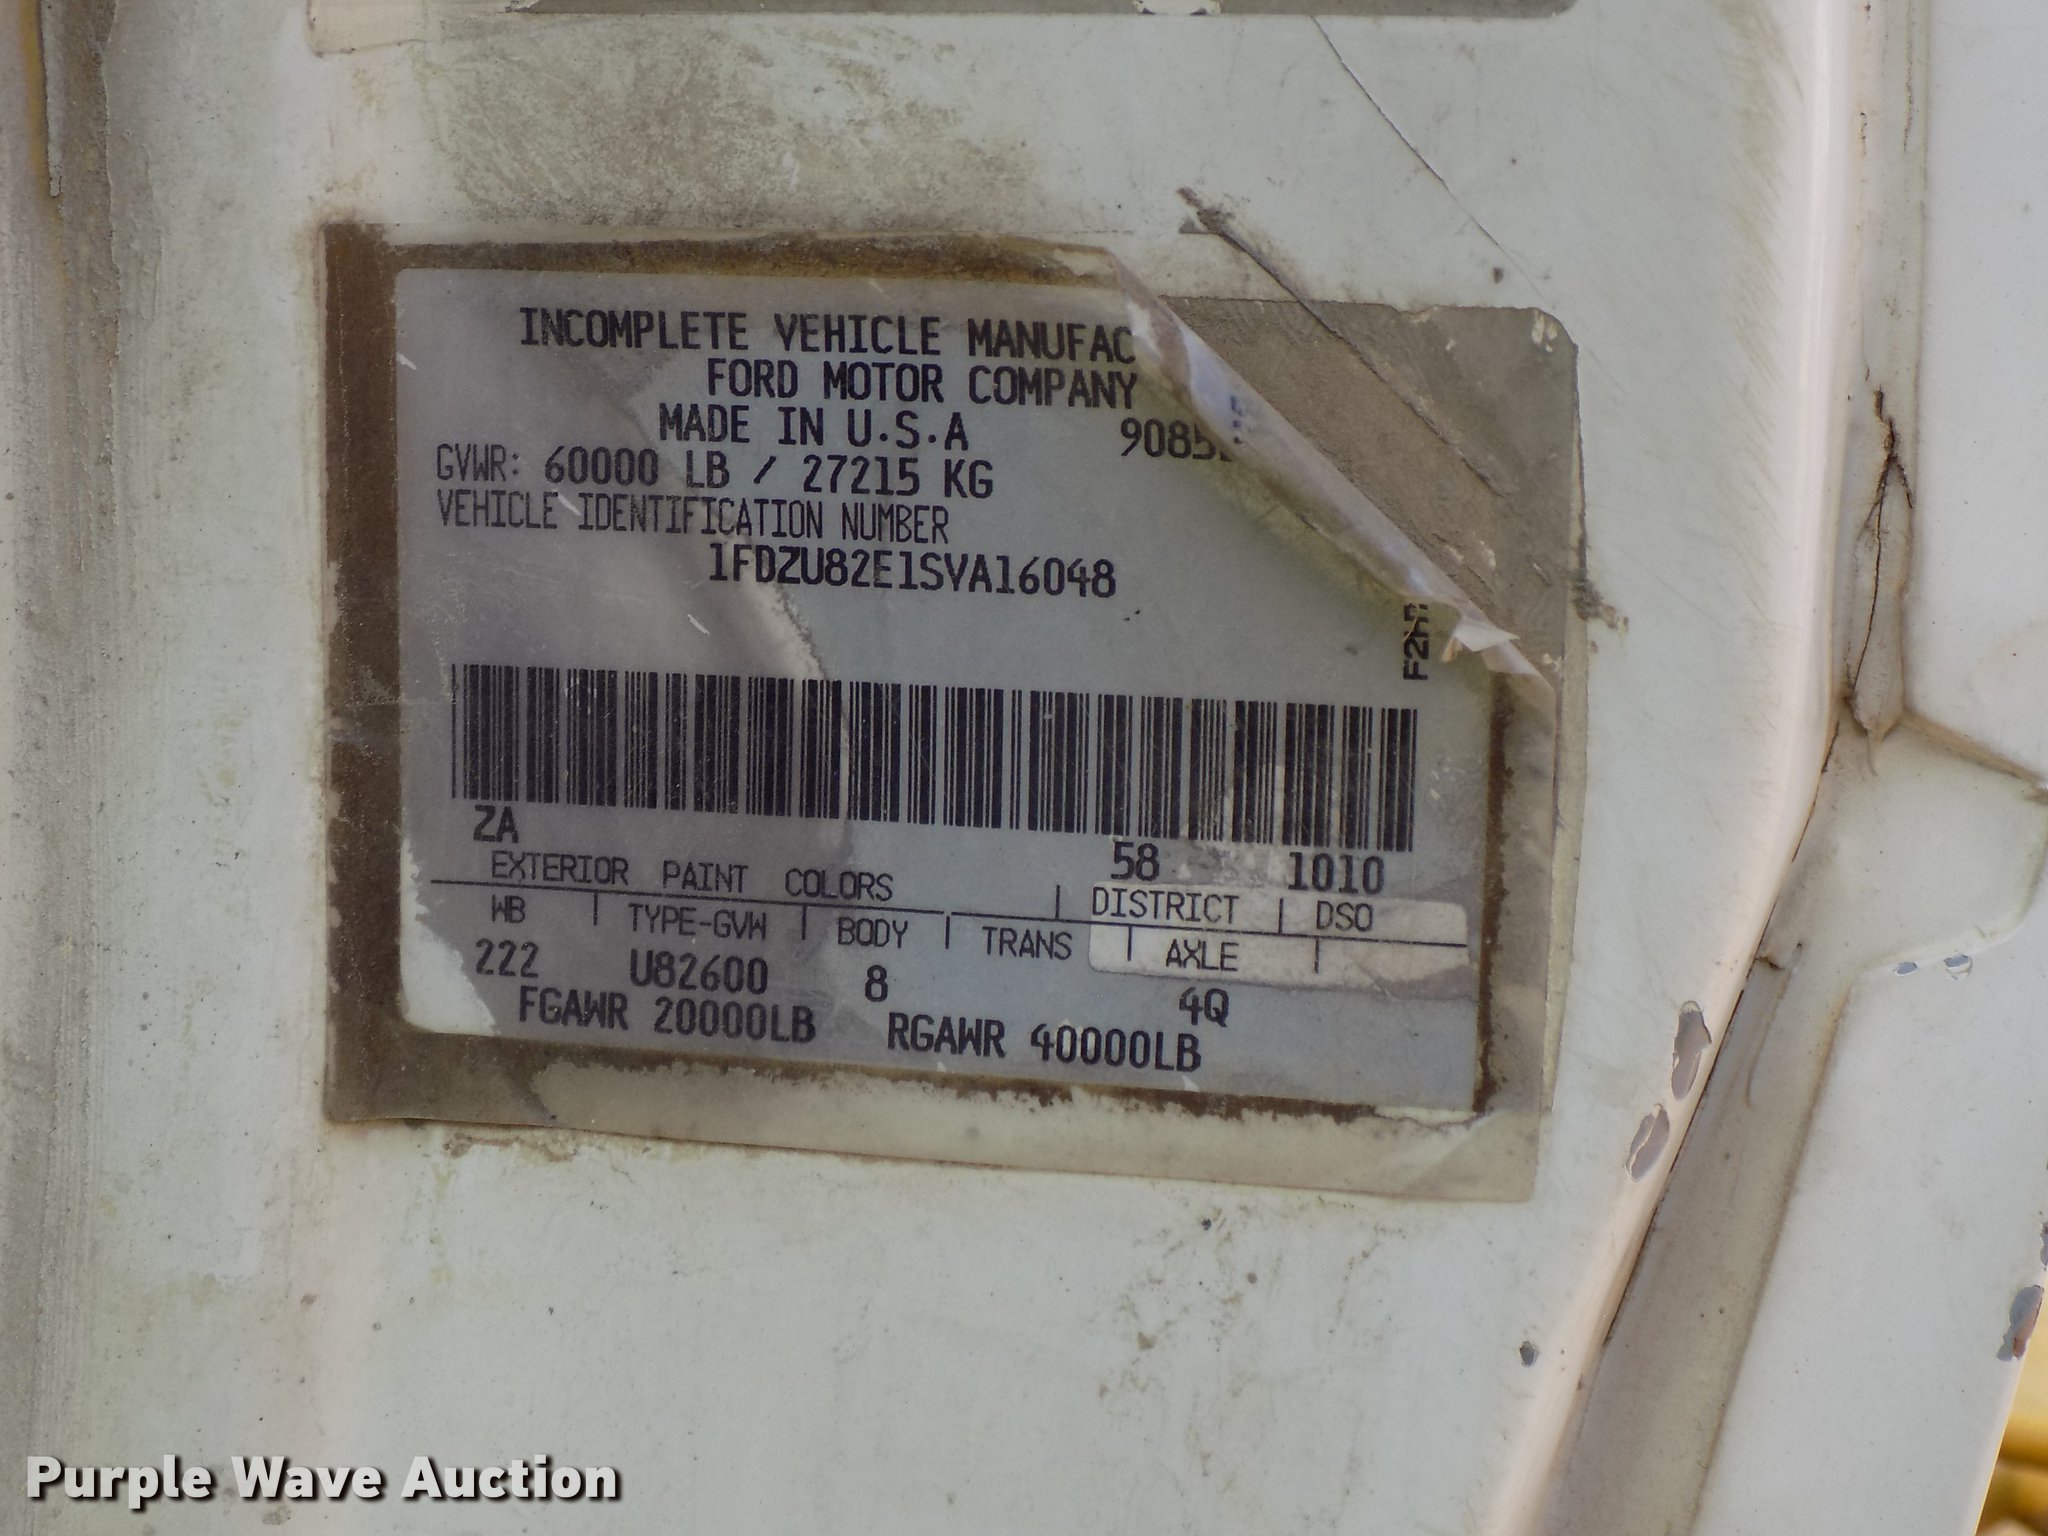 INCOMPLETE VEHICLE MANUFAC
FORD MOTOR COMPANY
MADE IN U.S.A 9085
GVWR: 60000 LB / 27215 KG
VEHICLE IDENTIFICATION NUMBER
1FDZU82E1SVA16048
F2H
ZA 58 1010
EXTERIOR PAINT COLORS DISTRICT DSO
WB TYPE-GVW BODY TRANS AXLE
222 U82600 8 4Q
FGAWR 20000LB RGAWR 40000LB
Purple Wave Auction